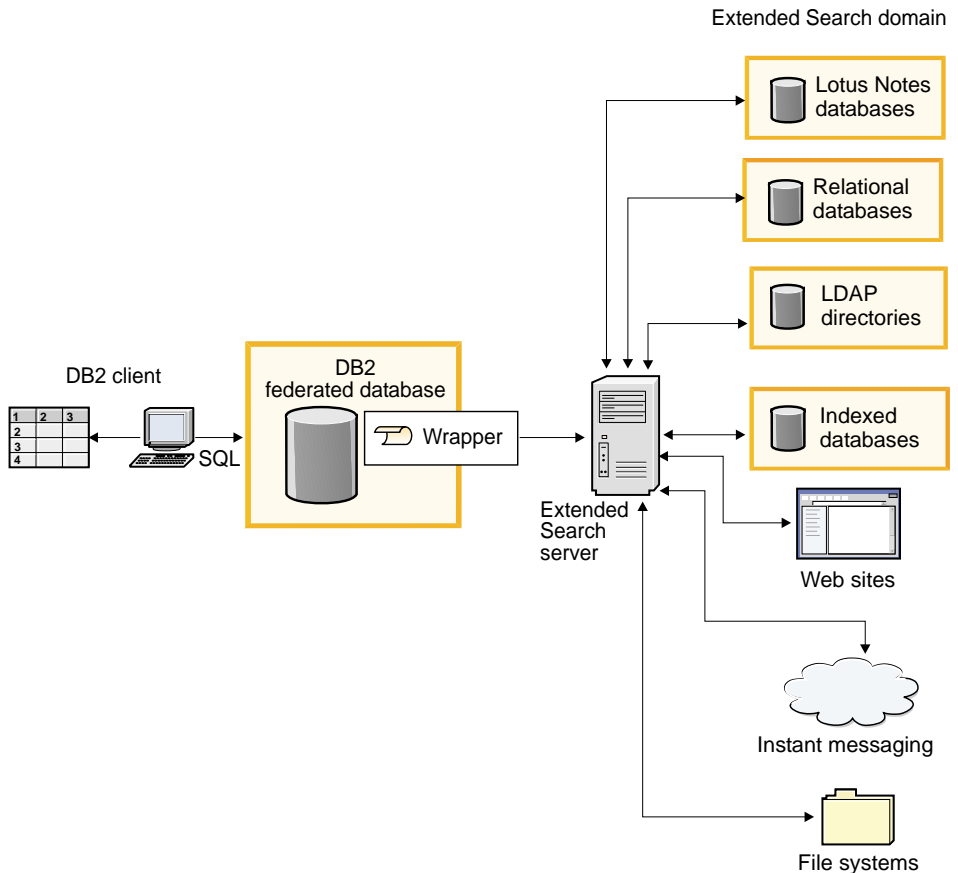 Extended Search domain
Lotus Notes
databases
Relational
databases
LDAP
directories
DB2 client
1 2 3
2
3
4
SQL
DB2
federated database
Wrapper
Extended
Search
server
Indexed
databases
Web sites
Instant messaging
File systems